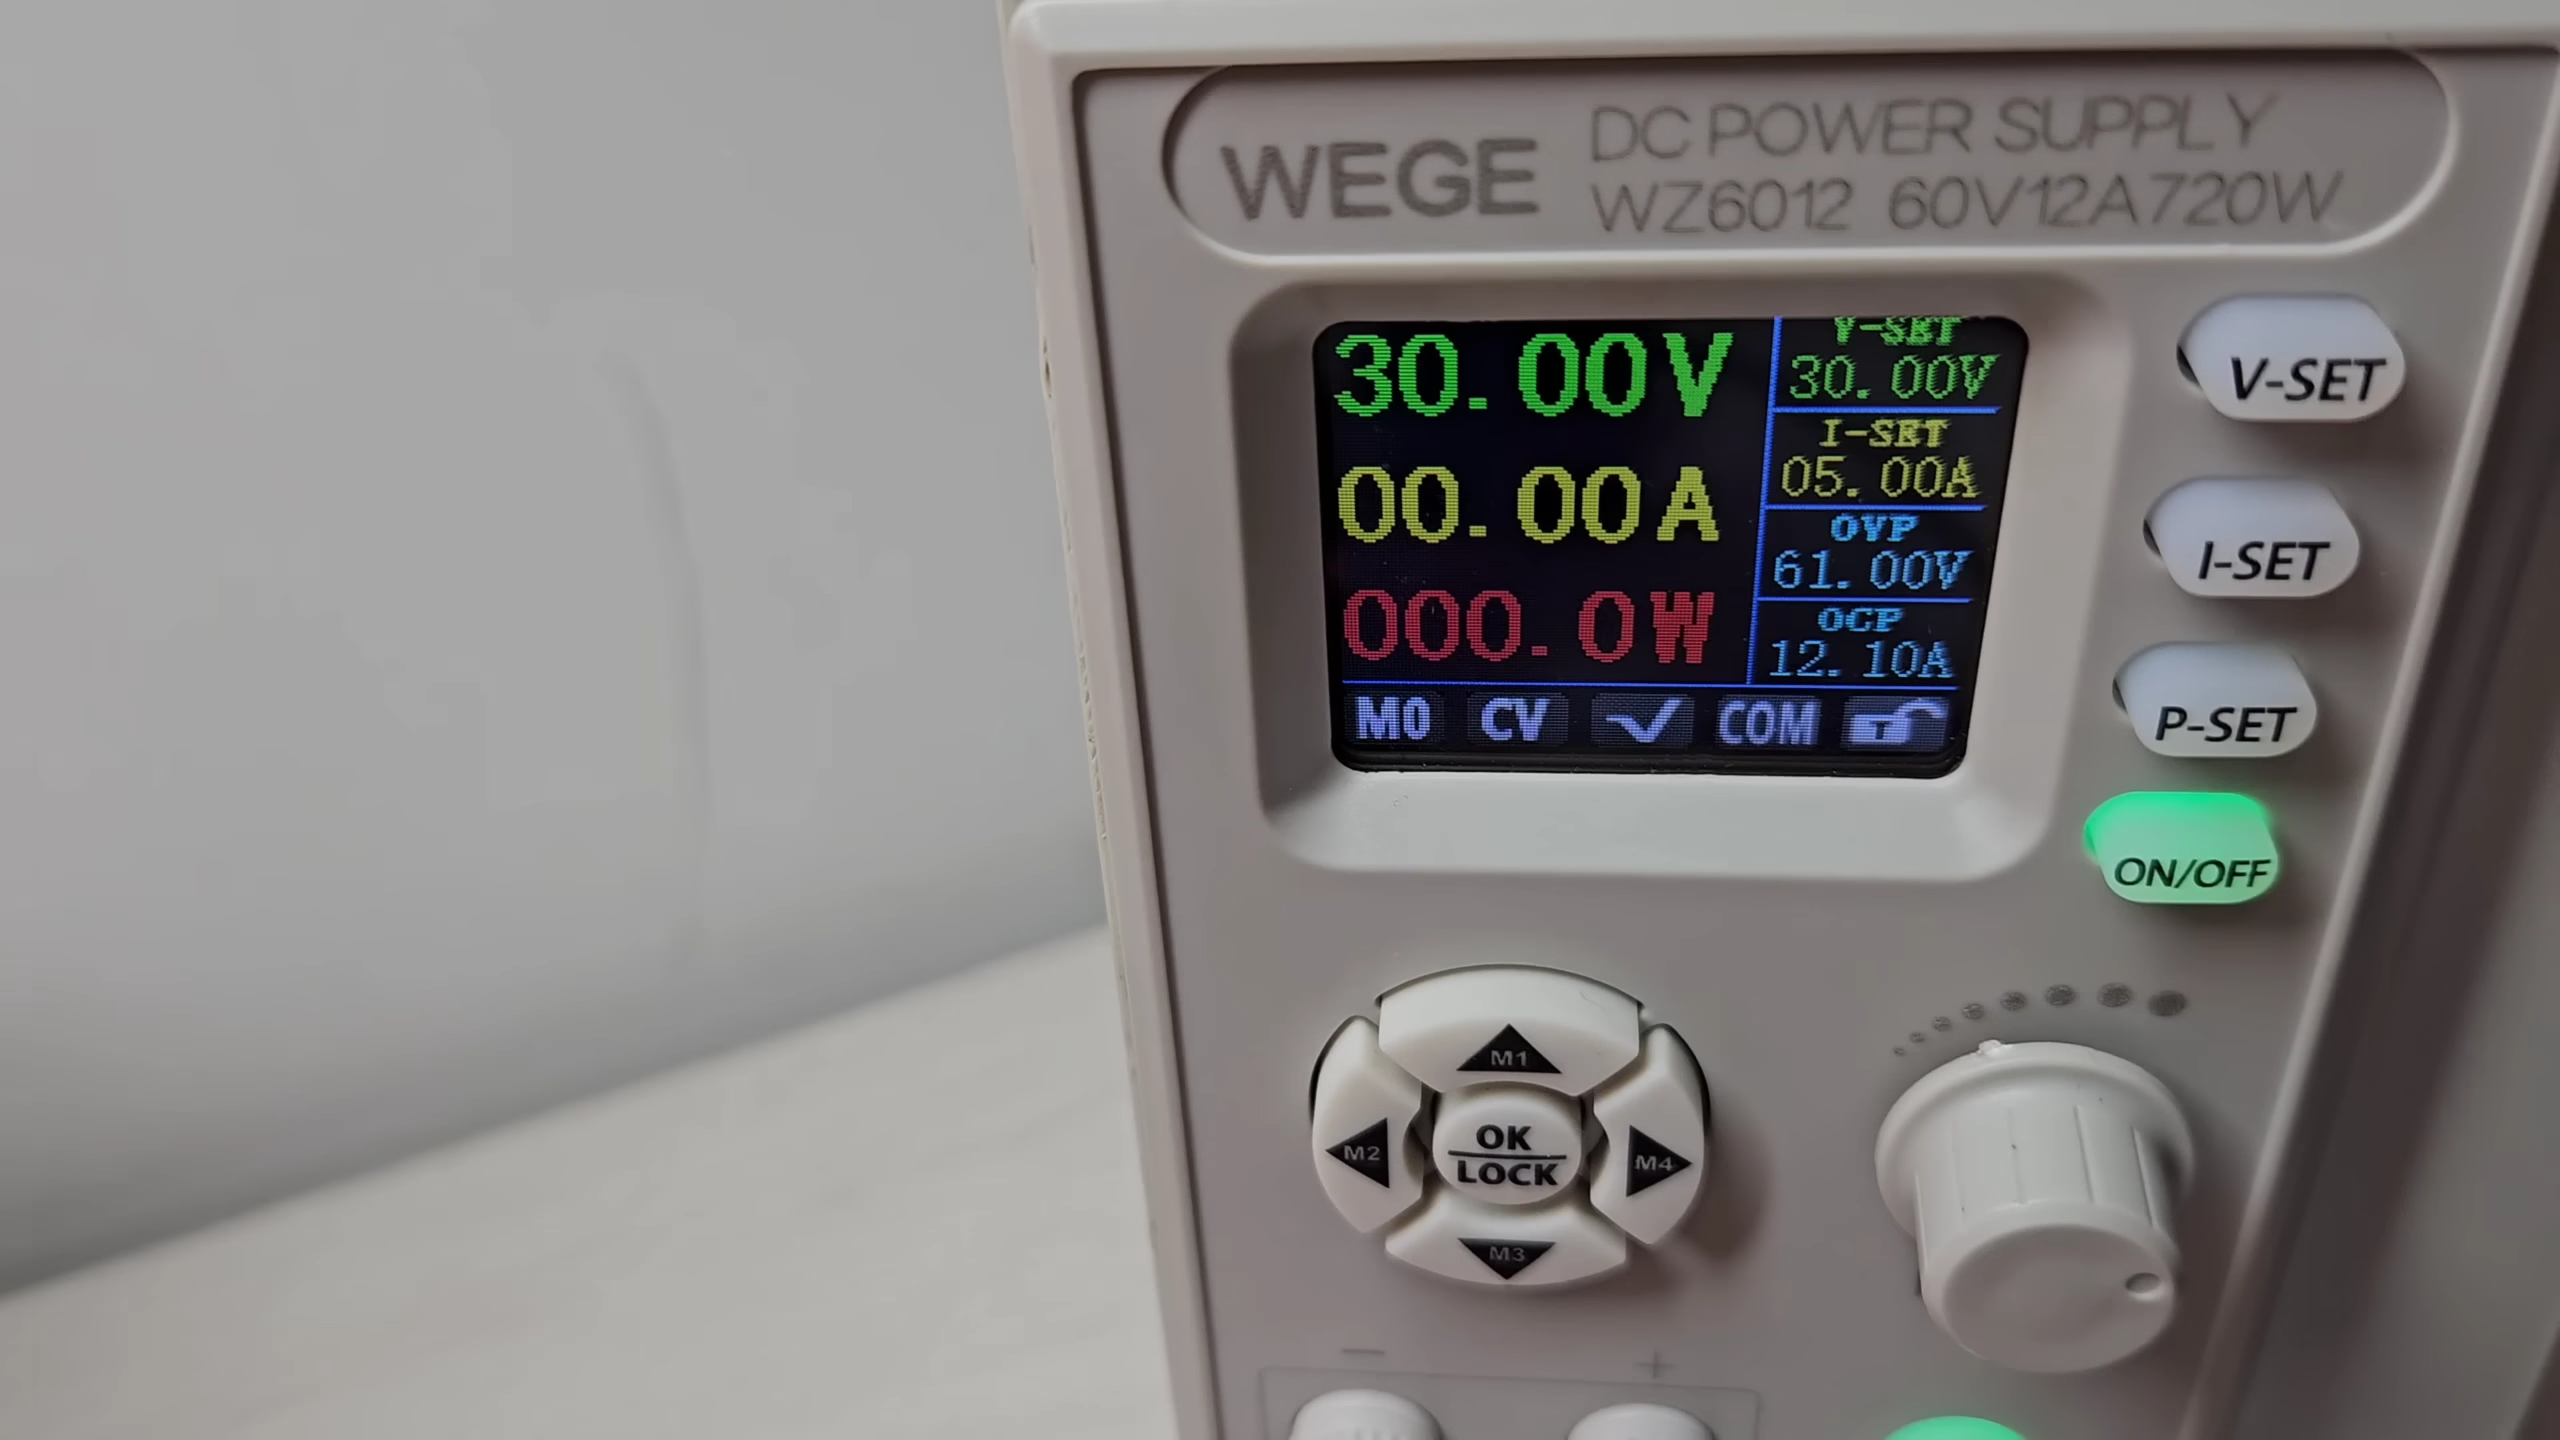 WEGE
DC POWER SUPPLY
WZ6012 60V12A720W
30.00V
00.00A
000.0W
V-SET
30.00V
I-SET
05.00A
OVP
61.00V
OCP
12.10A
M0 CV COM
V-SET
I-SET
P-SET
ON/OFF
M1
M2
OK
LOCK
M4
M3
− +